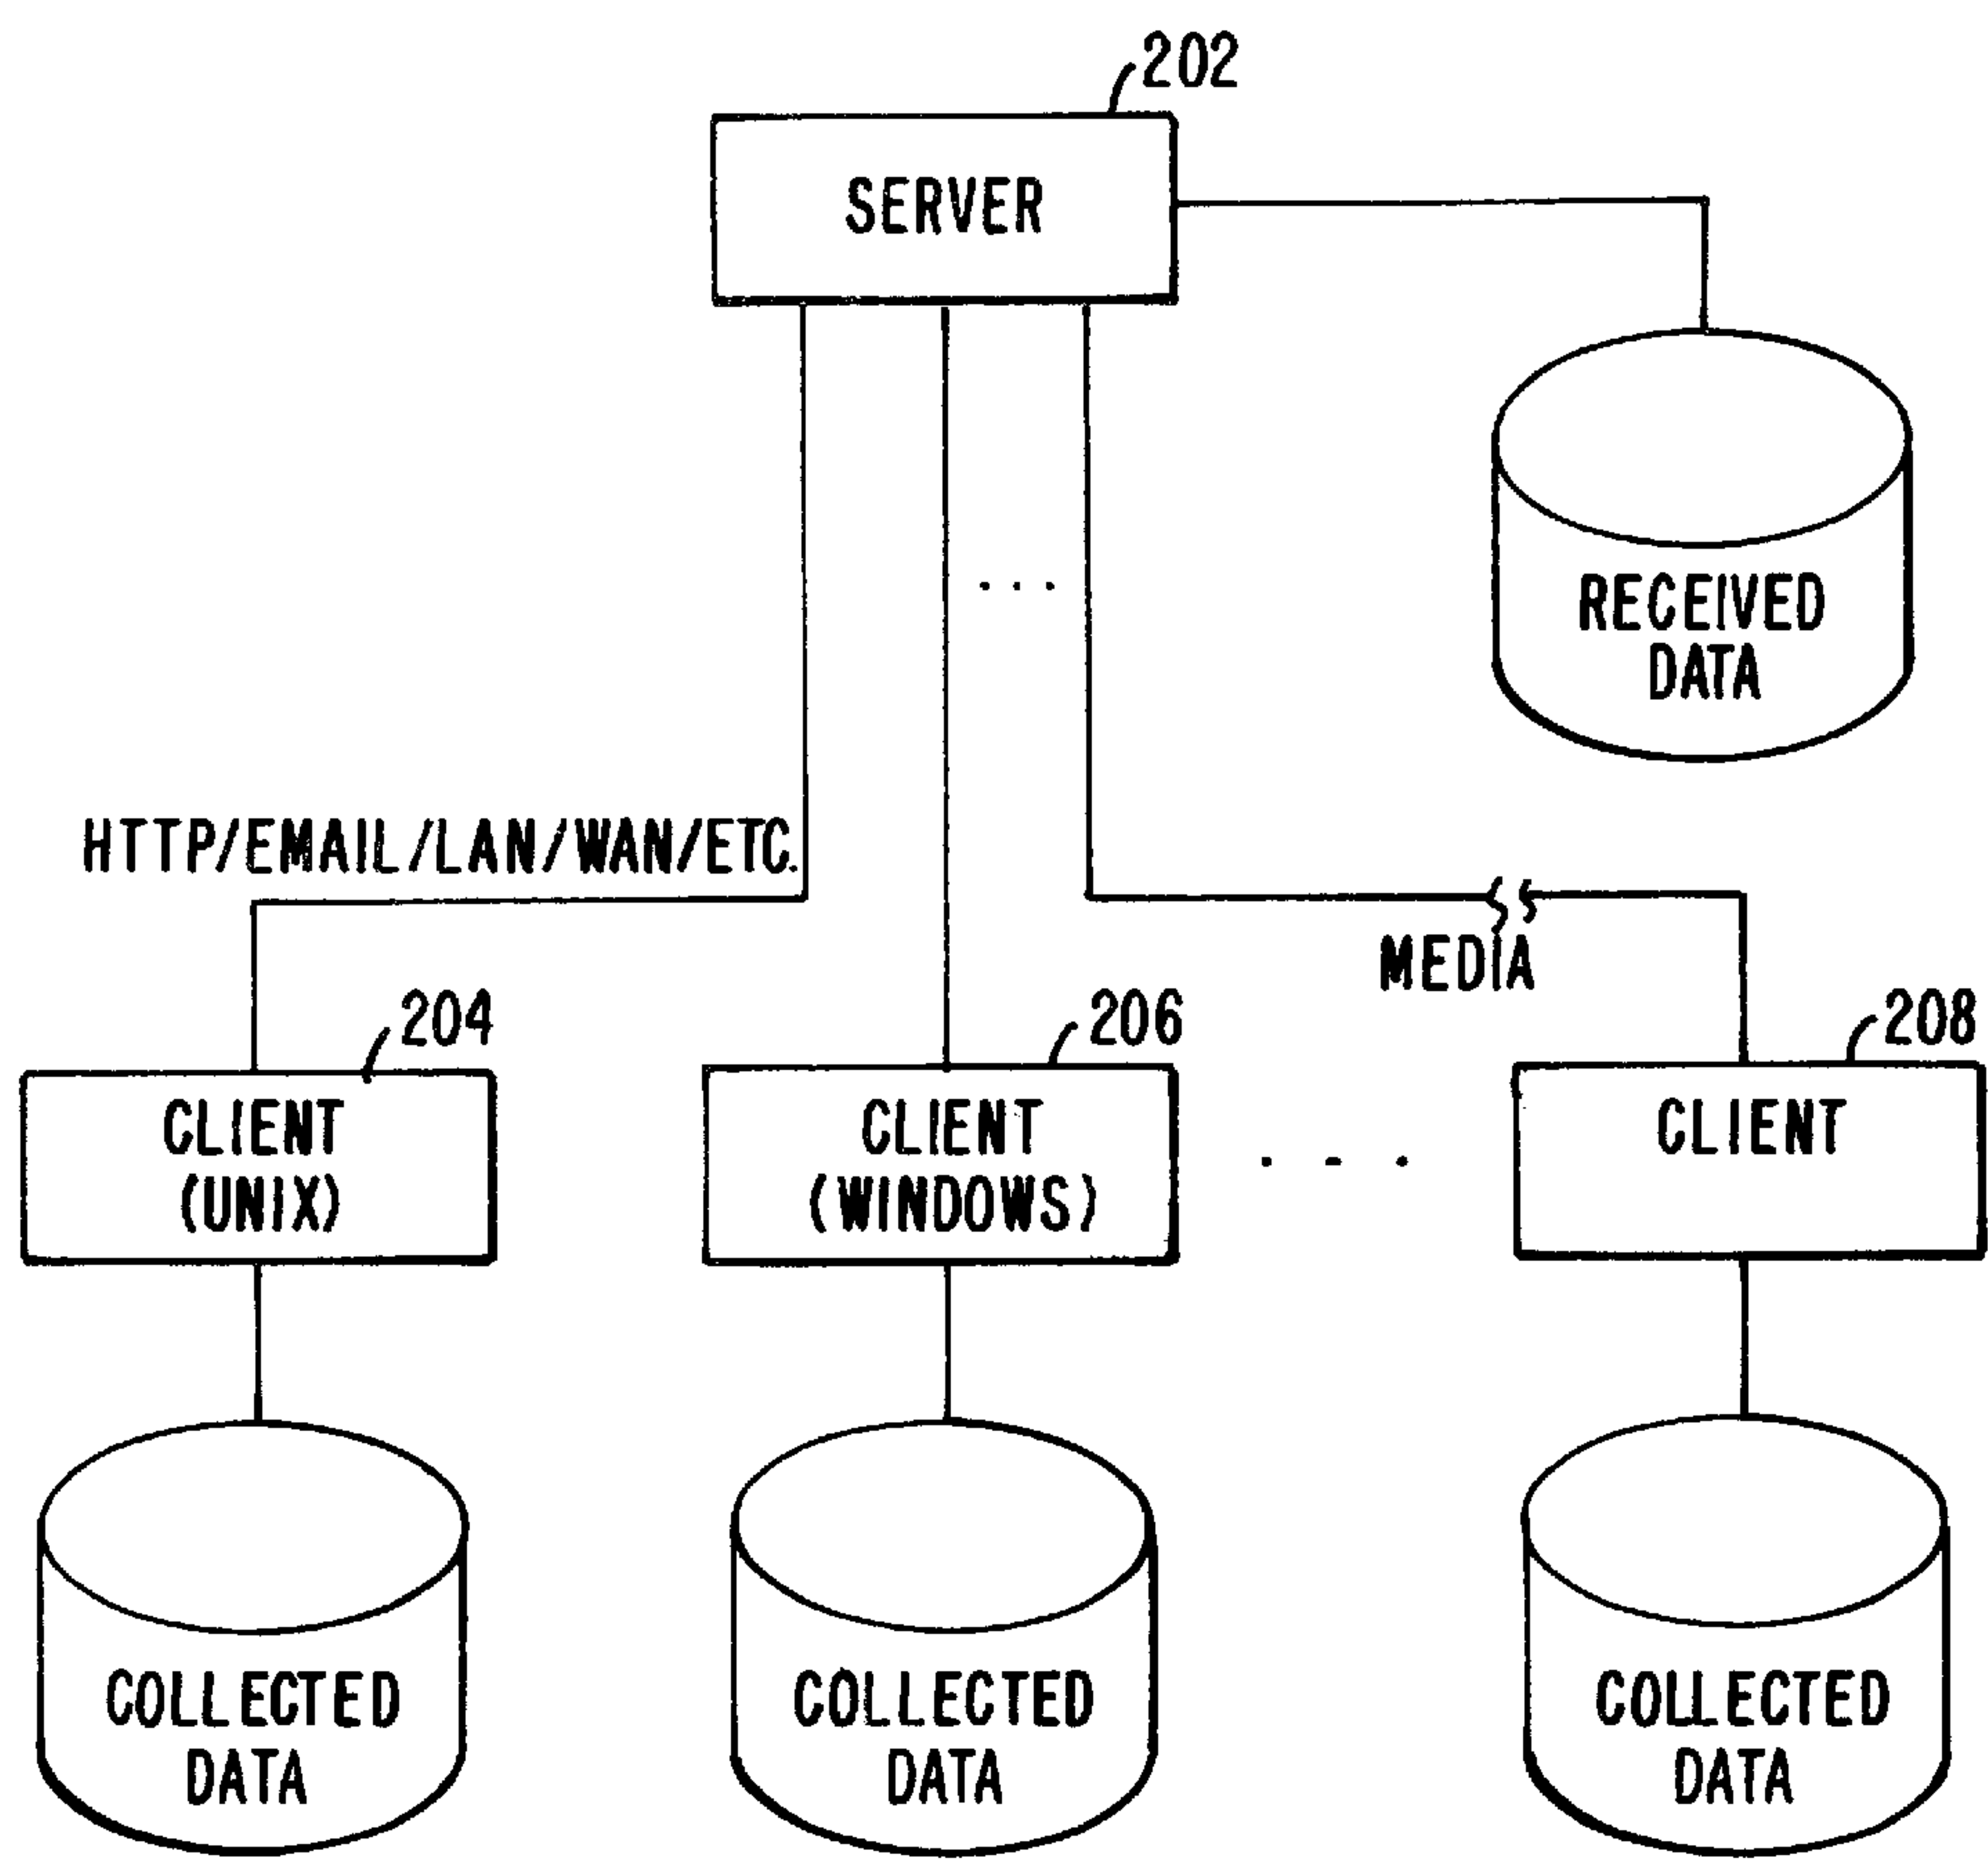 202
SERVER
RECEIVED
DATA
HTTP/EMAIL/LAN/WAN/ETC.
MEDIA
204
206
208
CLIENT
(UNIX)
CLIENT
(WINDOWS)
CLIENT
COLLECTED
DATA
COLLECTED
DATA
COLLECTED
DATA